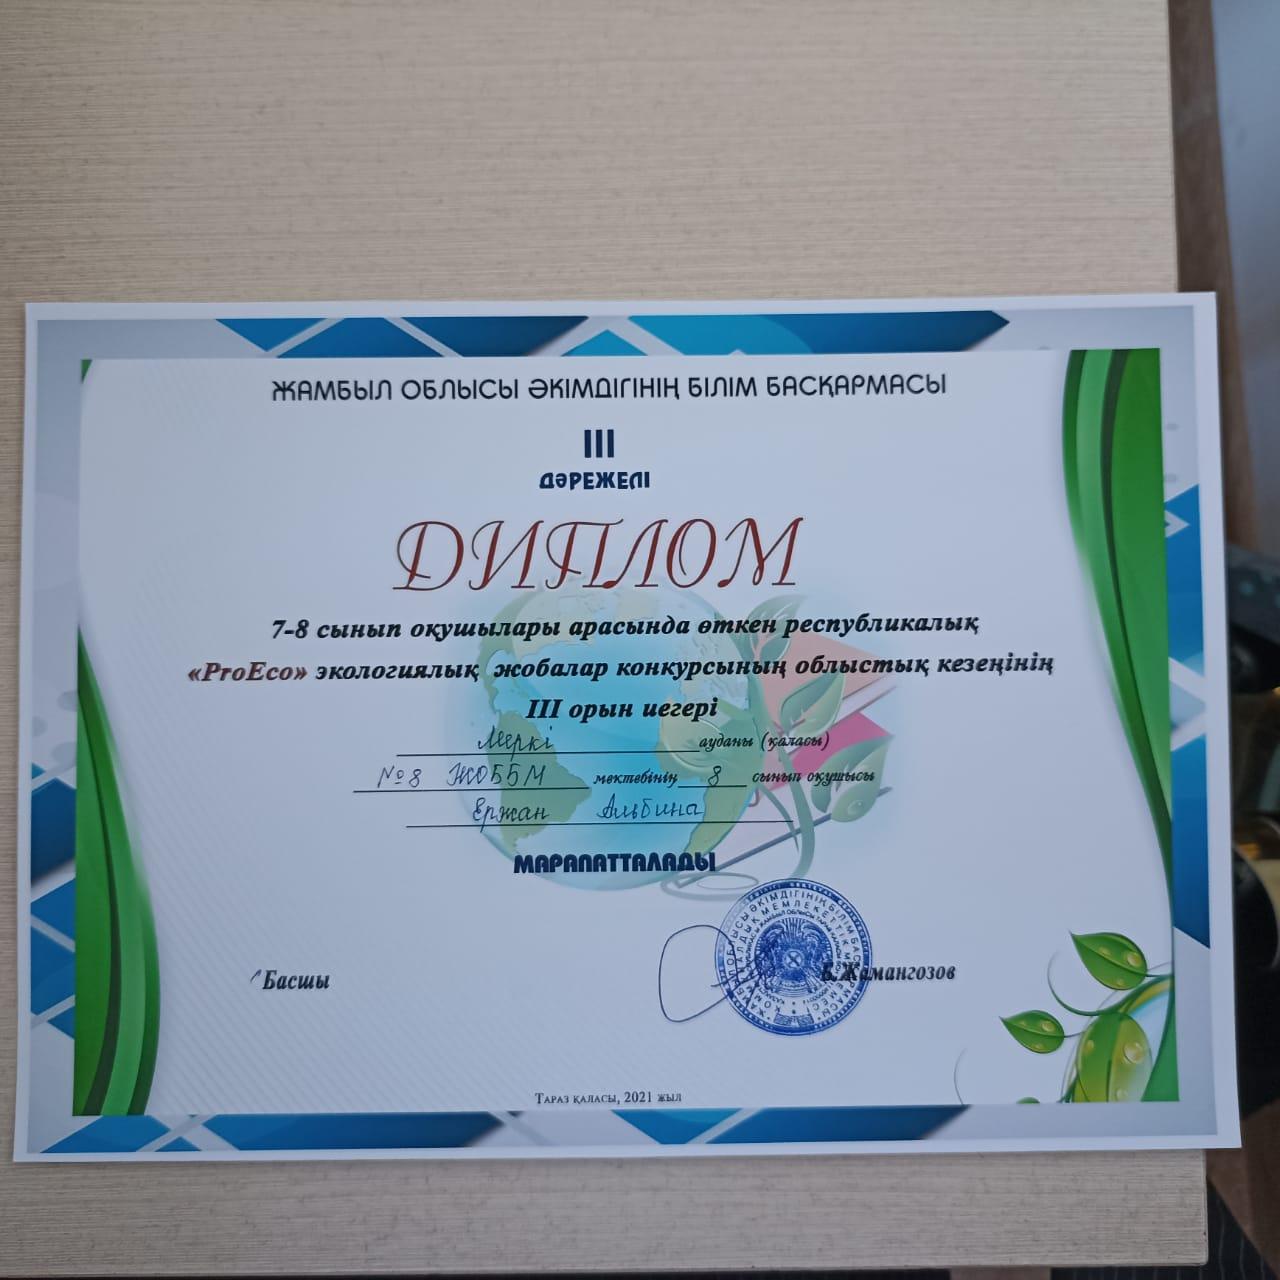 ЖАМБЫЛ ОБЛЫСЫ ӘКІМДІГІНІҢ БІЛІМ БАСҚАРМАСЫ
III
ДӘРЕЖЕЛІ
ДИПЛОМ
7-8 сынып оқушылары арасында өткен республикалық
«ProEco» экологиялық жобалар конкурсының облыстық кезеңінің
III орын иегері
Меркі ауданы (қаласы)
№8 ЖОББМ мектебінің 8 сынып оқушысы
Ержан Альбина
МАРАПАТТАЛАДЫ
Басшы Б.Жамангозов
Тараз қаласы, 2021 жыл